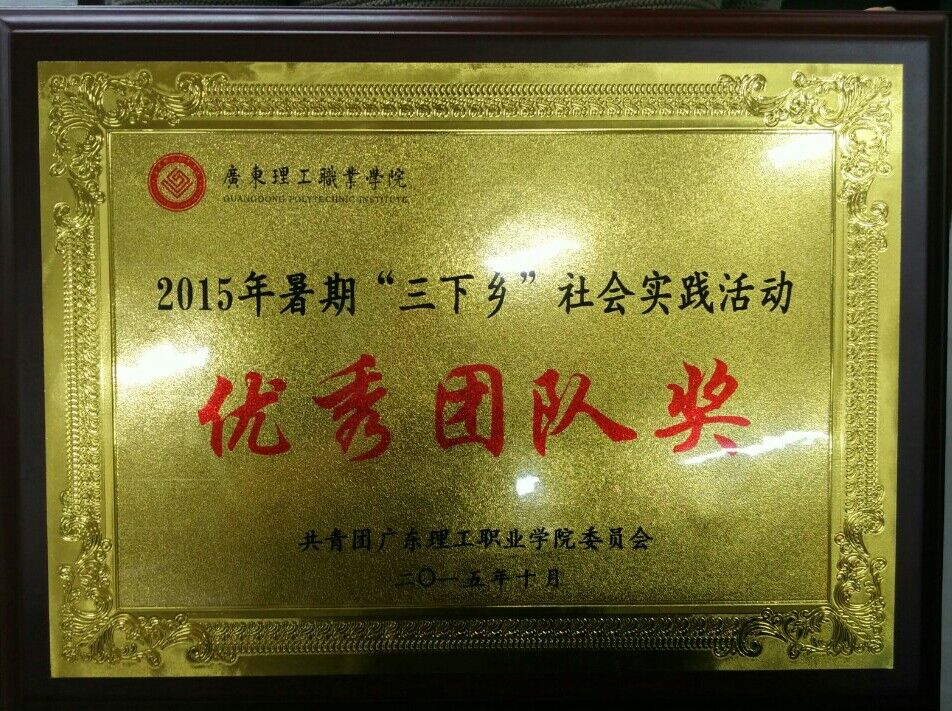 廣東理工職業學院
GUANGDONG POLYTECHNIC INSTITUTE
2015年暑期“三下乡”社会实践活动
优秀团队奖
共青团广东理工职业学院委员会
二〇一五年十月